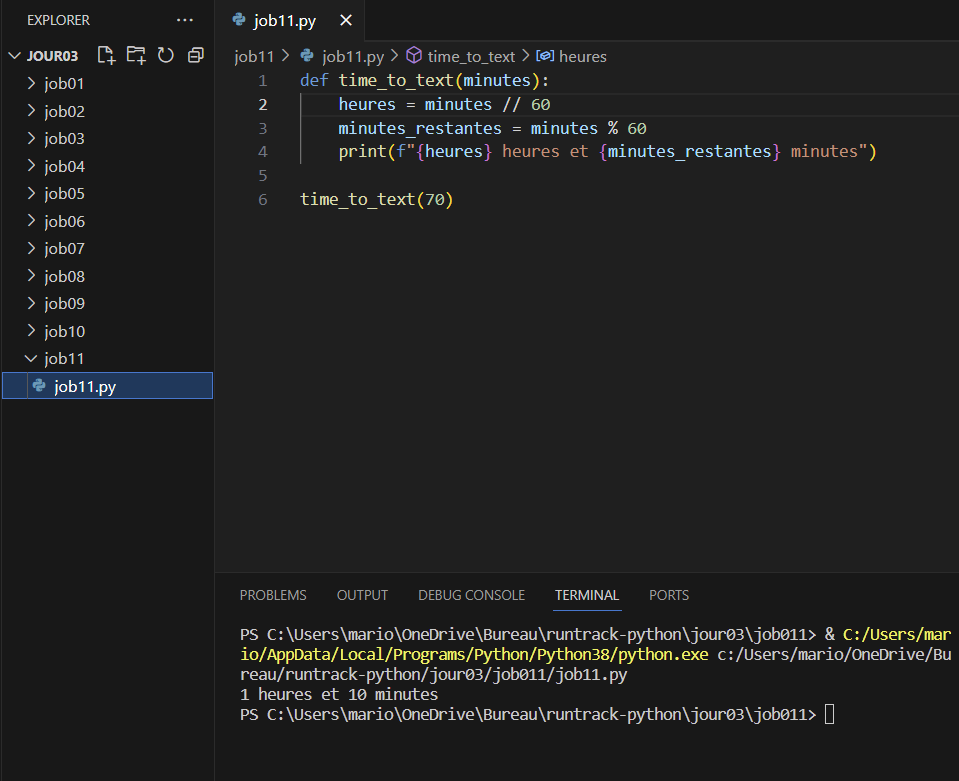 EXPLORER ...
JOUR03
job01
job02
job03
job04
job05
job06
job07
job08
job09
job10
job11
job11.py
job11.py
job11 > job11.py > time_to_text > heures
1 def time_to_text(minutes):
2     heures = minutes // 60
3     minutes_restantes = minutes % 60
4     print(f"{heures} heures et {minutes_restantes} minutes")
5
6 time_to_text(70)
PROBLEMS OUTPUT DEBUG CONSOLE TERMINAL PORTS
PS C:\Users\mario\OneDrive\Bureau\runtrack-python\jour03\job011> & C:/Users/mar
io/AppData/Local/Programs/Python/Python38/python.exe c:/Users/mario/OneDrive/Bu
reau/runtrack-python/jour03/job011/job11.py
1 heures et 10 minutes
PS C:\Users\mario\OneDrive\Bureau\runtrack-python\jour03\job011>